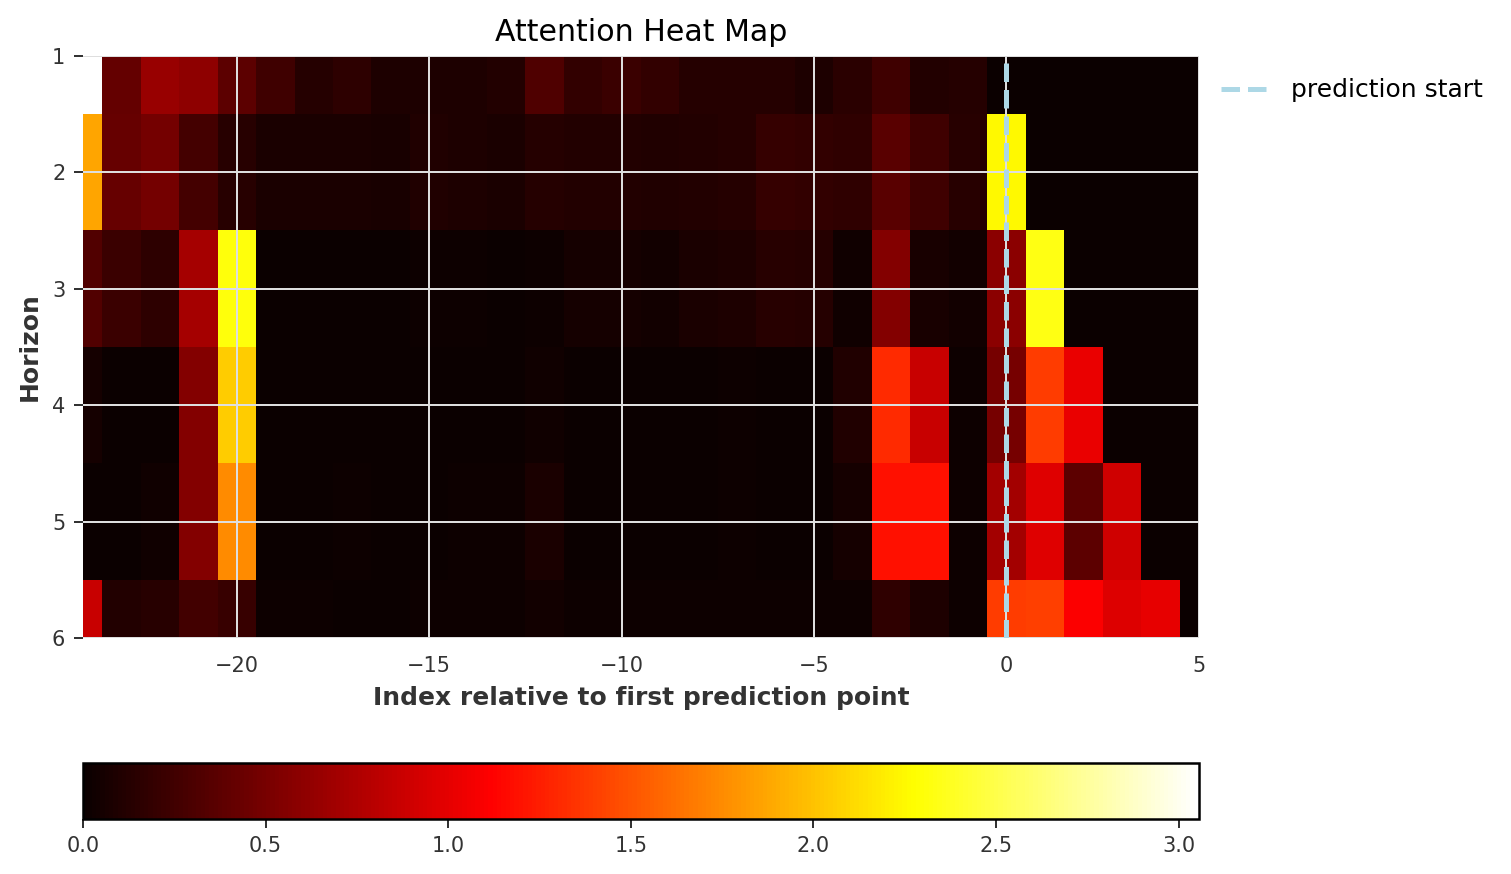 Attention Heat Map
prediction start
Horizon
1
2
3
4
5
6
−20 −15 −10 −5 0 5
Index relative to first prediction point
0.0 0.5 1.0 1.5 2.0 2.5 3.0